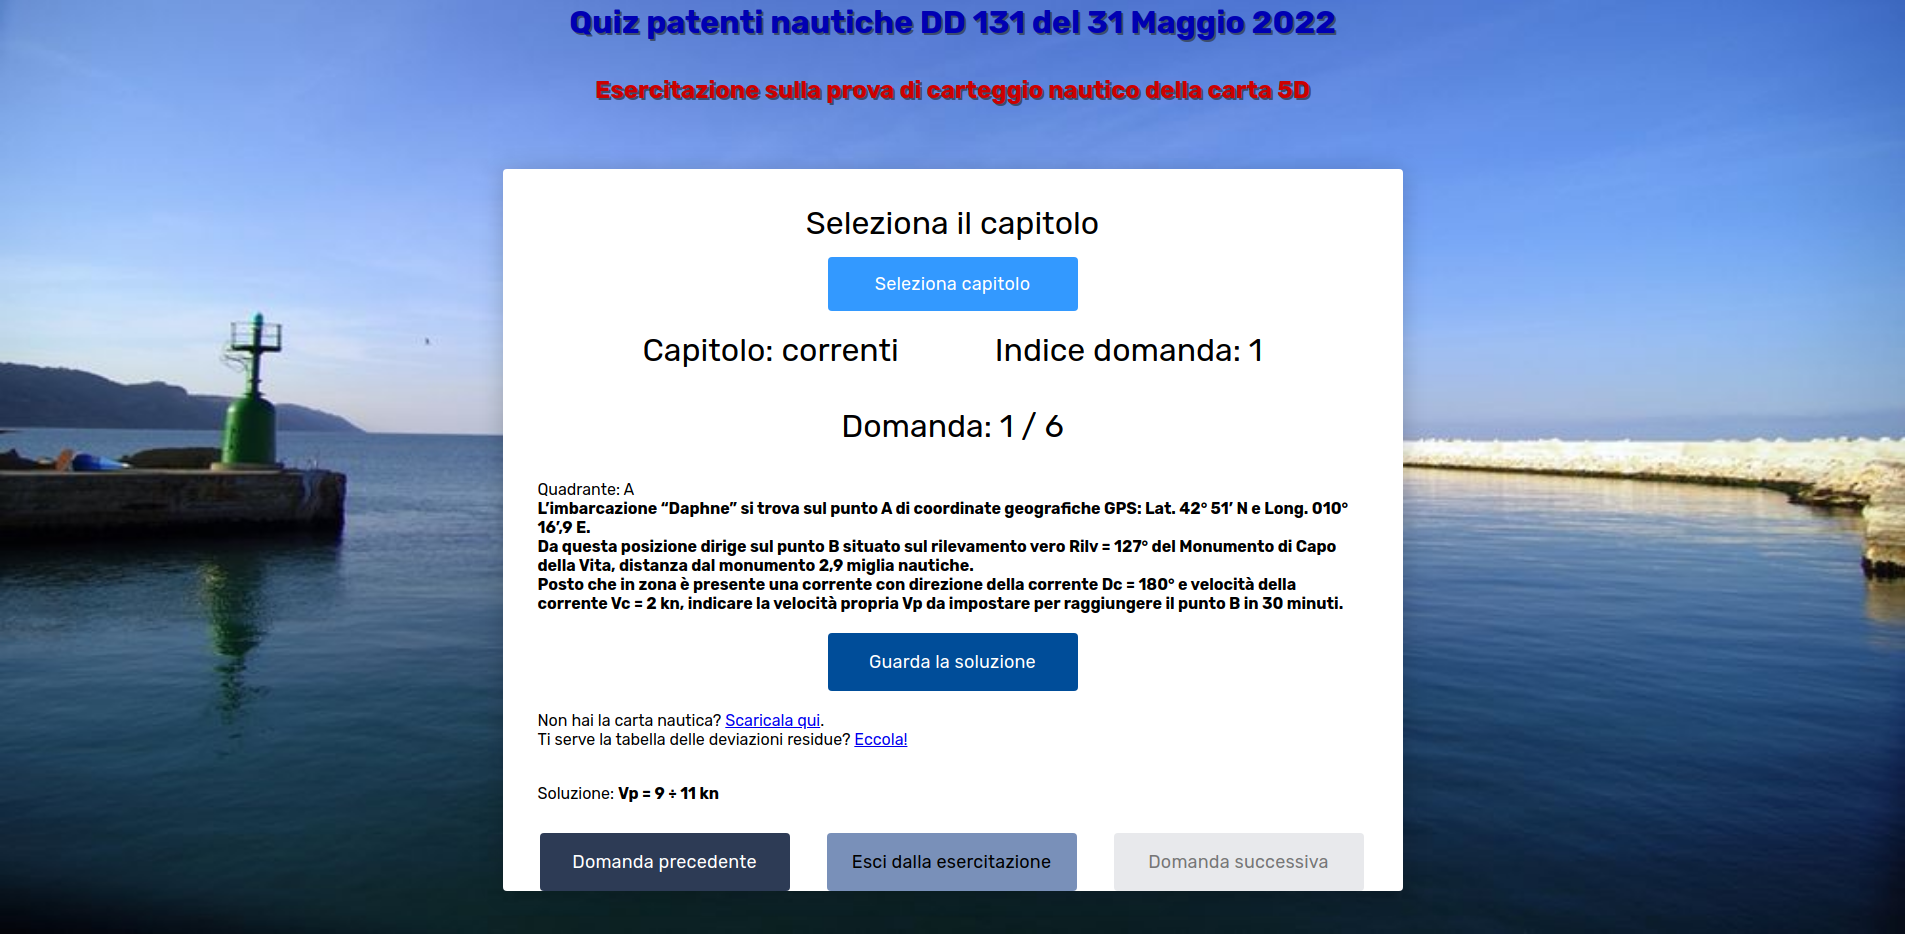 Quiz patenti nautiche DD 131 del 31 Maggio 2022
Esercitazione sulla prova di carteggio nautico della carta 5D
Seleziona il capitolo
Seleziona capitolo
Capitolo: correnti
Indice domanda: 1
Domanda: 1 / 6
Quadrante: A
L’imbarcazione “Daphne” si trova sul punto A di coordinate geografiche GPS: Lat. 42° 51’ N e Long. 010°
16’,9 E.
Da questa posizione dirige sul punto B situato sul rilevamento vero Rilv = 127° del Monumento di Capo
della Vita, distanza dal monumento 2,9 miglia nautiche.
Posto che in zona è presente una corrente con direzione della corrente Dc = 180° e velocità della
corrente Vc = 2 kn, indicare la velocità propria Vp da impostare per raggiungere il punto B in 30 minuti.
Guarda la soluzione
Non hai la carta nautica? Scaricala qui.
Ti serve la tabella delle deviazioni residue? Eccola!
Soluzione: Vp = 9 ÷ 11 kn
Domanda precedente
Esci dalla esercitazione
Domanda successiva